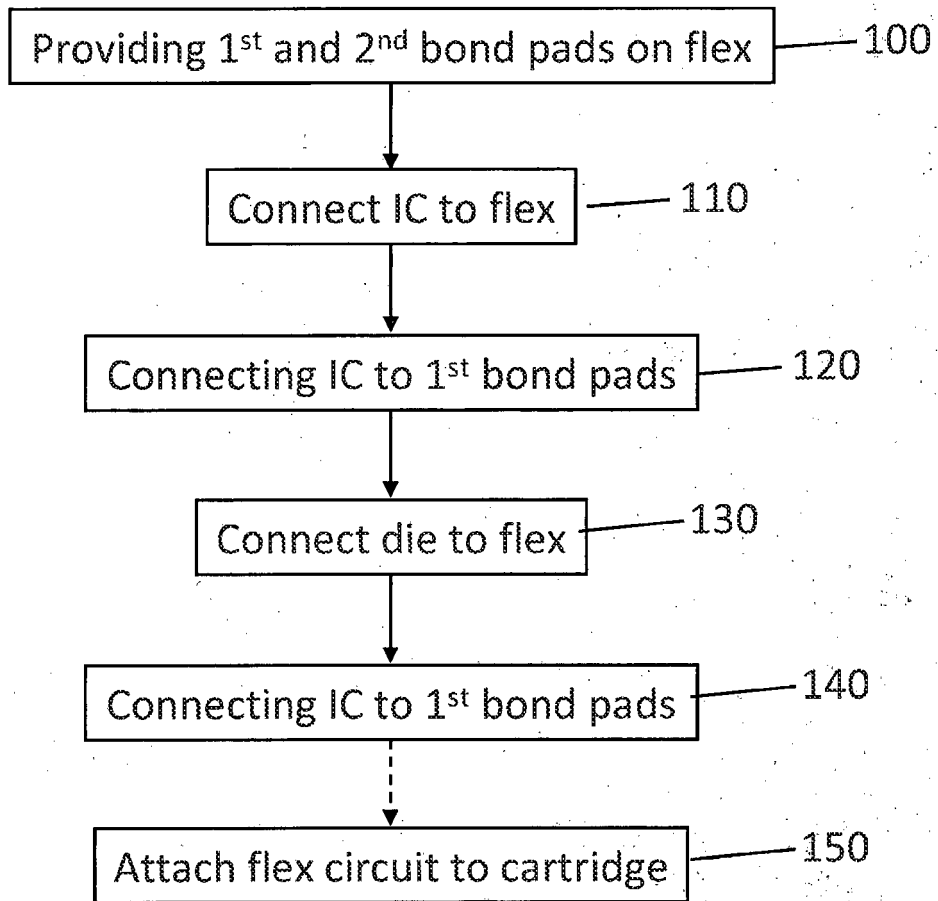 Providing 1st and 2nd bond pads on flex 100
Connect IC to flex 110
Connecting IC to 1st bond pads 120
Connect die to flex 130
Connecting IC to 1st bond pads 140
Attach flex circuit to cartridge 150